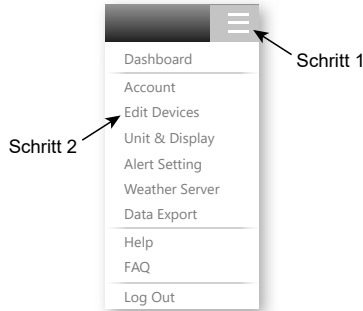 Dashboard
Schritt 1
Account
Edit Devices
Schritt 2
Unit & Display
Alert Setting
Weather Server
Data Export
Help
FAQ
Log Out